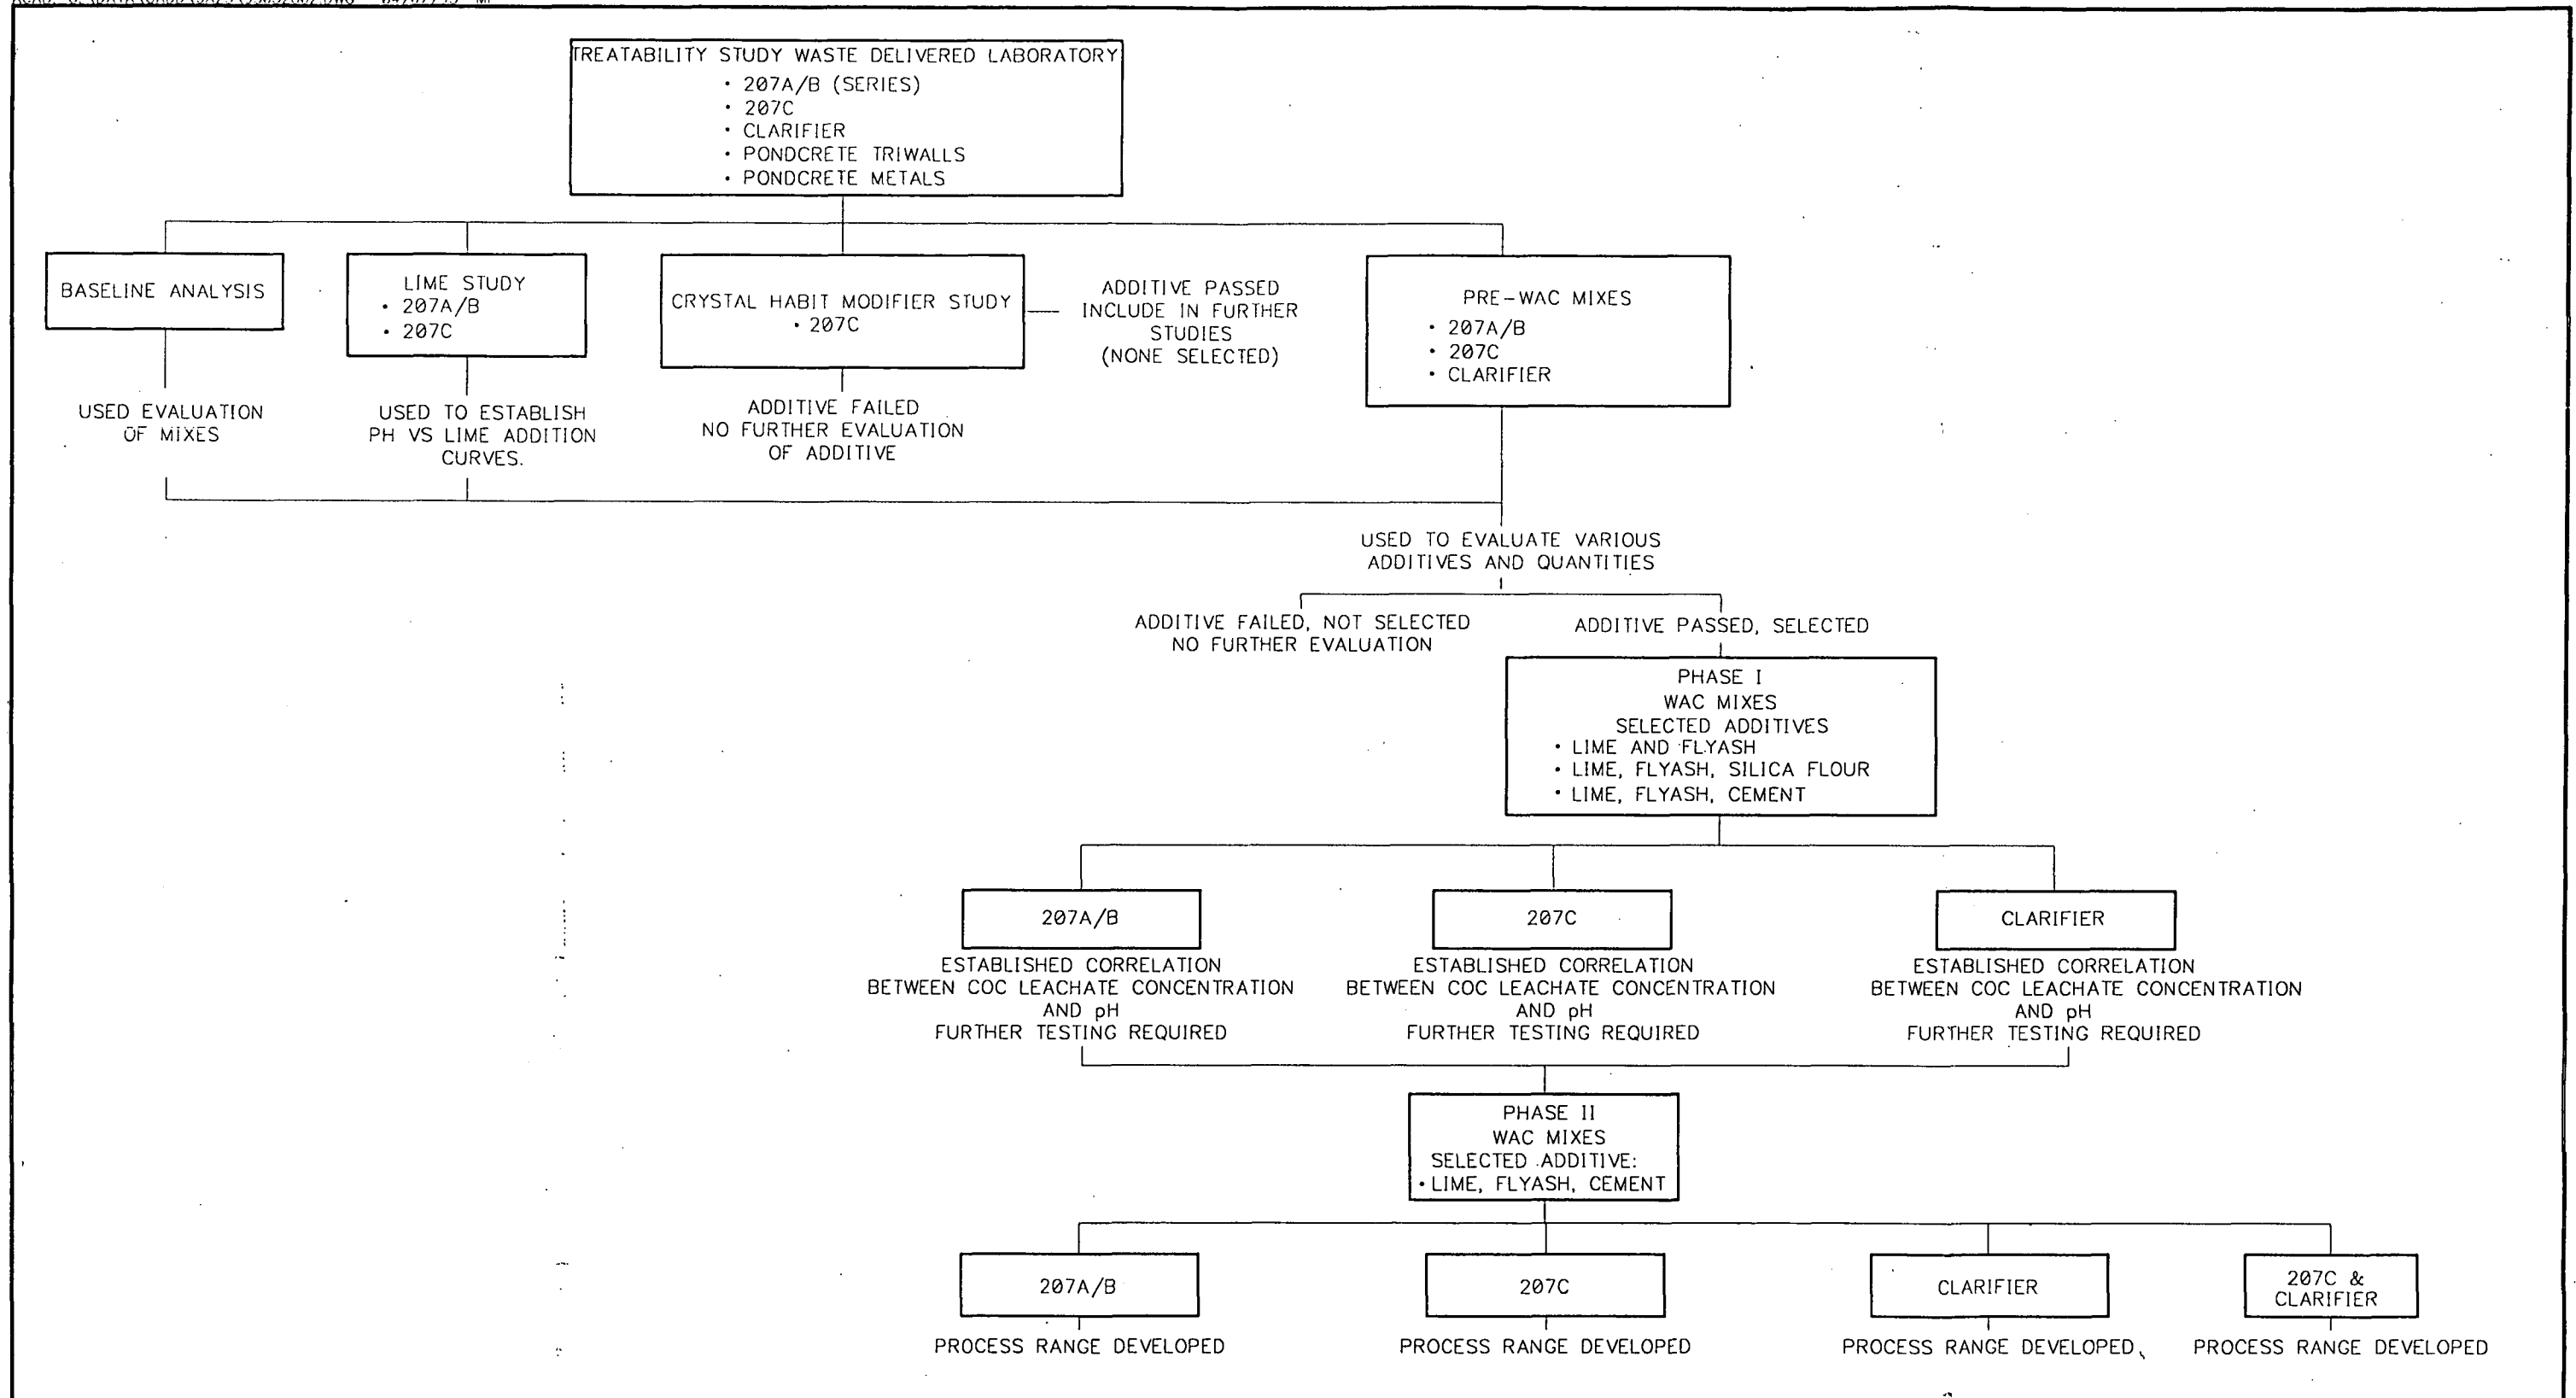 TREATABILITY STUDY WASTE DELIVERED LABORATORY
• 207A/B (SERIES)
• 207C
• CLARIFIER
• PONDCRETE TRIWALLS
• PONDCRETE METALS
BASELINE ANALYSIS
LIME STUDY
• 207A/B
• 207C
CRYSTAL HABIT MODIFIER STUDY
• 207C
ADDITIVE PASSED
INCLUDE IN FURTHER
STUDIES
(NONE SELECTED)
PRE-WAC MIXES
• 207A/B
• 207C
• CLARIFIER
USED EVALUATION
OF MIXES
USED TO ESTABLISH
PH VS LIME ADDITION
CURVES.
ADDITIVE FAILED
NO FURTHER EVALUATION
OF ADDITIVE
USED TO EVALUATE VARIOUS
ADDITIVES AND QUANTITIES
ADDITIVE FAILED, NOT SELECTED
NO FURTHER EVALUATION
ADDITIVE PASSED, SELECTED
PHASE I
WAC MIXES
SELECTED ADDITIVES
• LIME AND FLYASH
• LIME, FLYASH, SILICA FLOUR
• LIME, FLYASH, CEMENT
207A/B
ESTABLISHED CORRELATION
BETWEEN COC LEACHATE CONCENTRATION
AND pH
FURTHER TESTING REQUIRED
207C
ESTABLISHED CORRELATION
BETWEEN COC LEACHATE CONCENTRATION
AND pH
FURTHER TESTING REQUIRED
CLARIFIER
ESTABLISHED CORRELATION
BETWEEN COC LEACHATE CONCENTRATION
AND pH
FURTHER TESTING REQUIRED
PHASE II
WAC MIXES
SELECTED ADDITIVE:
• LIME, FLYASH, CEMENT
207A/B
PROCESS RANGE DEVELOPED
207C
PROCESS RANGE DEVELOPED
CLARIFIER
PROCESS RANGE DEVELOPED
207C &
CLARIFIER
PROCESS RANGE DEVELOPED